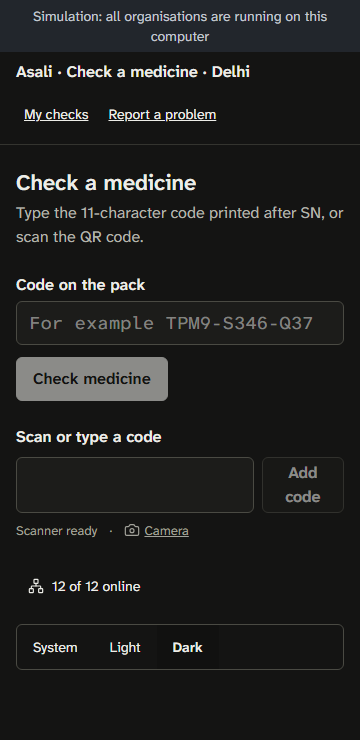 Simulation: all organisations are running on this
computer
Asali · Check a medicine · Delhi
My checks Report a problem
Check a medicine
Type the 11-character code printed after SN, or
scan the QR code.
Code on the pack
For example TPM9-S346-Q37
Check medicine
Scan or type a code
Add
code
Scanner ready · Camera
12 of 12 online
System Light Dark